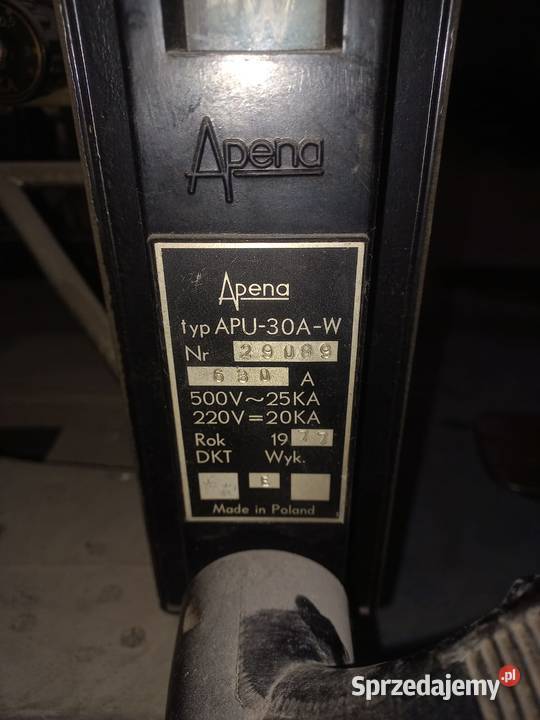 Apena
Apena
typ APU-30A-W
Nr 29089
630 A
500V~25KA
220V=20KA
Rok 1977
DKT Wyk.
E
Made in Poland
Sprzedajemy.pl